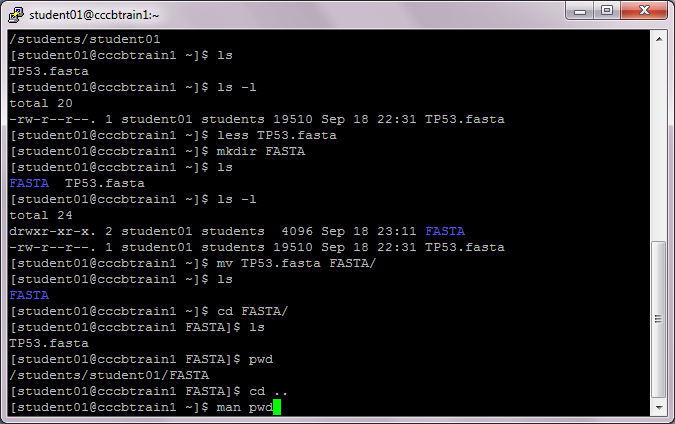 student01@cccbtrain1:~
/students/student01
[student01@cccbtrain1 ~]$ ls
TP53.fasta
[student01@cccbtrain1 ~]$ ls -l
total 20
-rw-r--r--. 1 student01 students 19510 Sep 18 22:31 TP53.fasta
[student01@cccbtrain1 ~]$ less TP53.fasta
[student01@cccbtrain1 ~]$ mkdir FASTA
[student01@cccbtrain1 ~]$ ls
FASTA  TP53.fasta
[student01@cccbtrain1 ~]$ ls -l
total 24
drwxr-xr-x. 2 student01 students  4096 Sep 18 23:11 FASTA
-rw-r--r--. 1 student01 students 19510 Sep 18 22:31 TP53.fasta
[student01@cccbtrain1 ~]$ mv TP53.fasta FASTA/
[student01@cccbtrain1 ~]$ ls
FASTA
[student01@cccbtrain1 ~]$ cd FASTA/
[student01@cccbtrain1 FASTA]$ ls
TP53.fasta
[student01@cccbtrain1 FASTA]$ pwd
/students/student01/FASTA
[student01@cccbtrain1 FASTA]$ cd ..
[student01@cccbtrain1 ~]$ man pwd